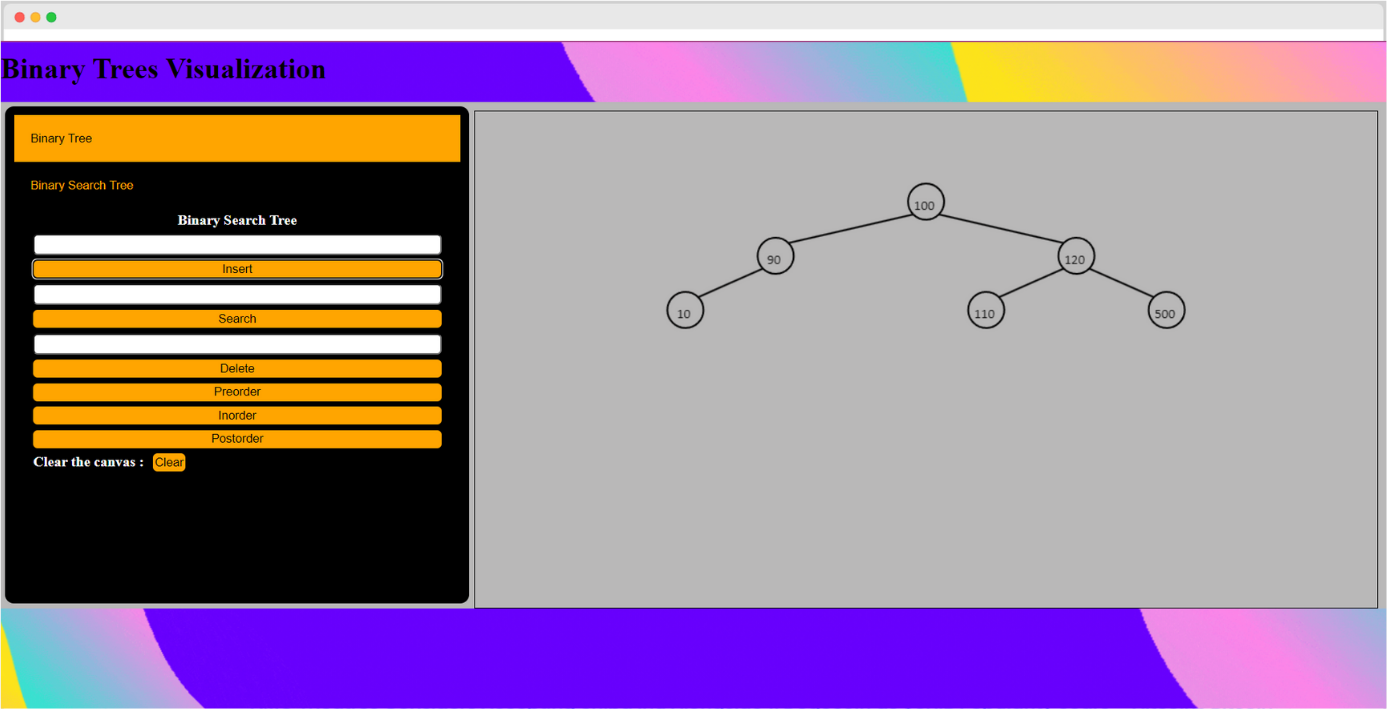 Binary Trees Visualization
Binary Tree
Binary Search Tree
Binary Search Tree
Insert
Search
Delete
Preorder
Inorder
Postorder
Clear the canvas : Clear
100
90
120
10
110
500